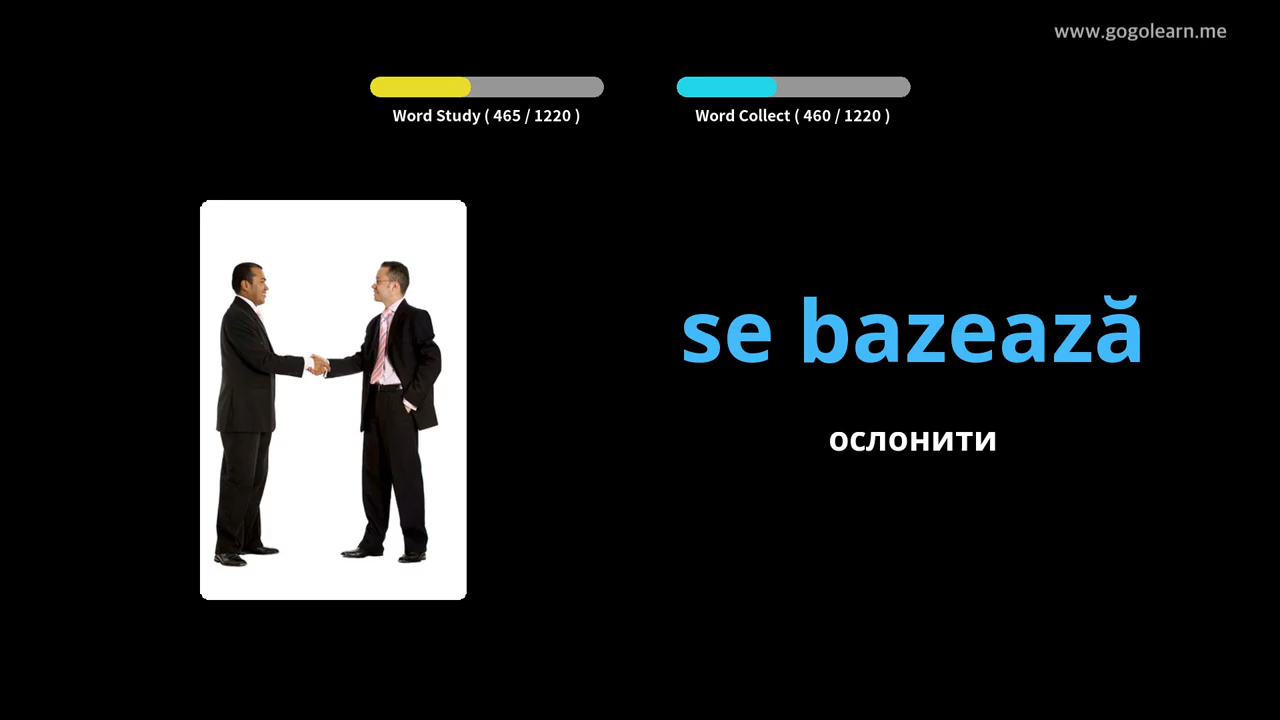 www.gogolearn.me
Word Study ( 465 / 1220 )
Word Collect ( 460 / 1220 )
se bazează
ослонити